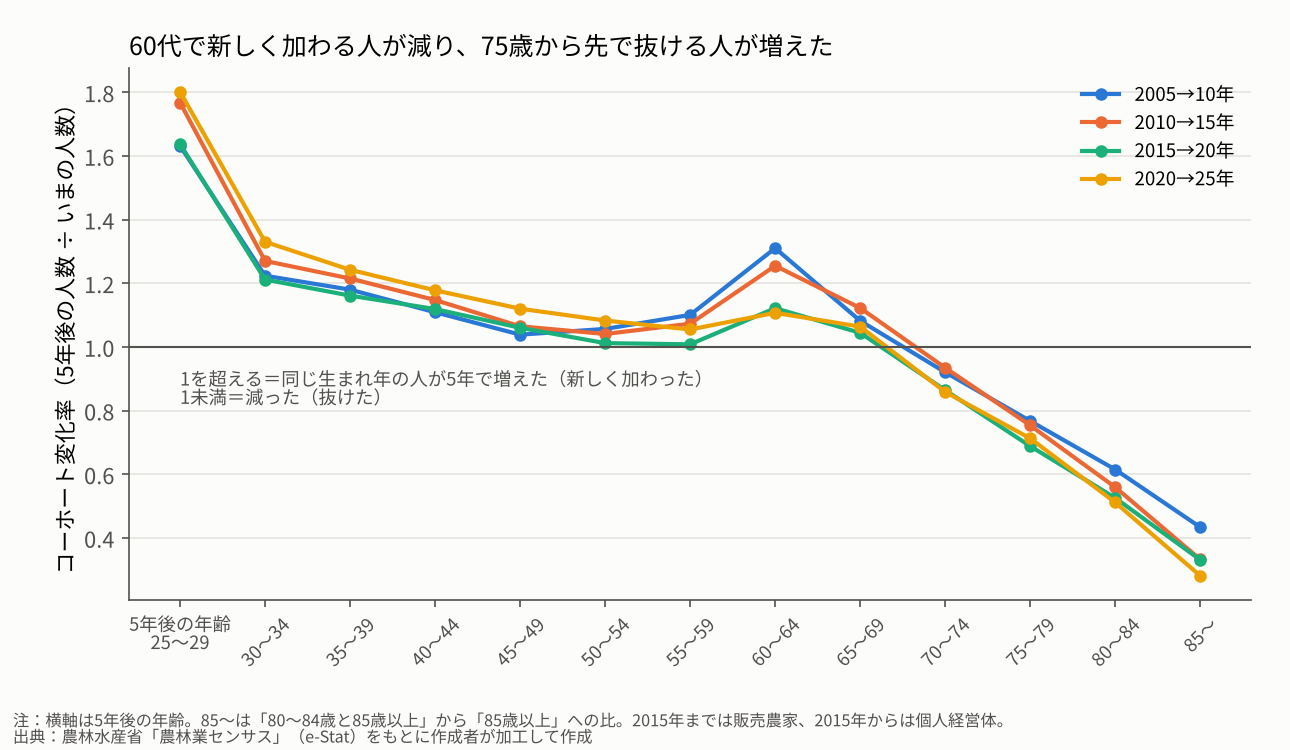 60代で新しく加わる人が減り、75歳から先で抜ける人が増えた
コーホート変化率（5年後の人数 ÷ いまの人数）
1.8
1.6
1.4
1.2
1.0
0.8
0.6
0.4
2005→10年
2010→15年
2015→20年
2020→25年
1を超える＝同じ生まれ年の人が5年で増えた（新しく加わった）
1未満＝減った（抜けた）
5年後の年齢
25〜29
30〜34
35〜39
40〜44
45〜49
50〜54
55〜59
60〜64
65〜69
70〜74
75〜79
80〜84
85〜
注：横軸は5年後の年齢。85〜は「80〜84歳と85歳以上」から「85歳以上」への比。2015年までは販売農家、2015年からは個人経営体。
出典：農林水産省「農林業センサス」（e-Stat）をもとに作成者が加工して作成